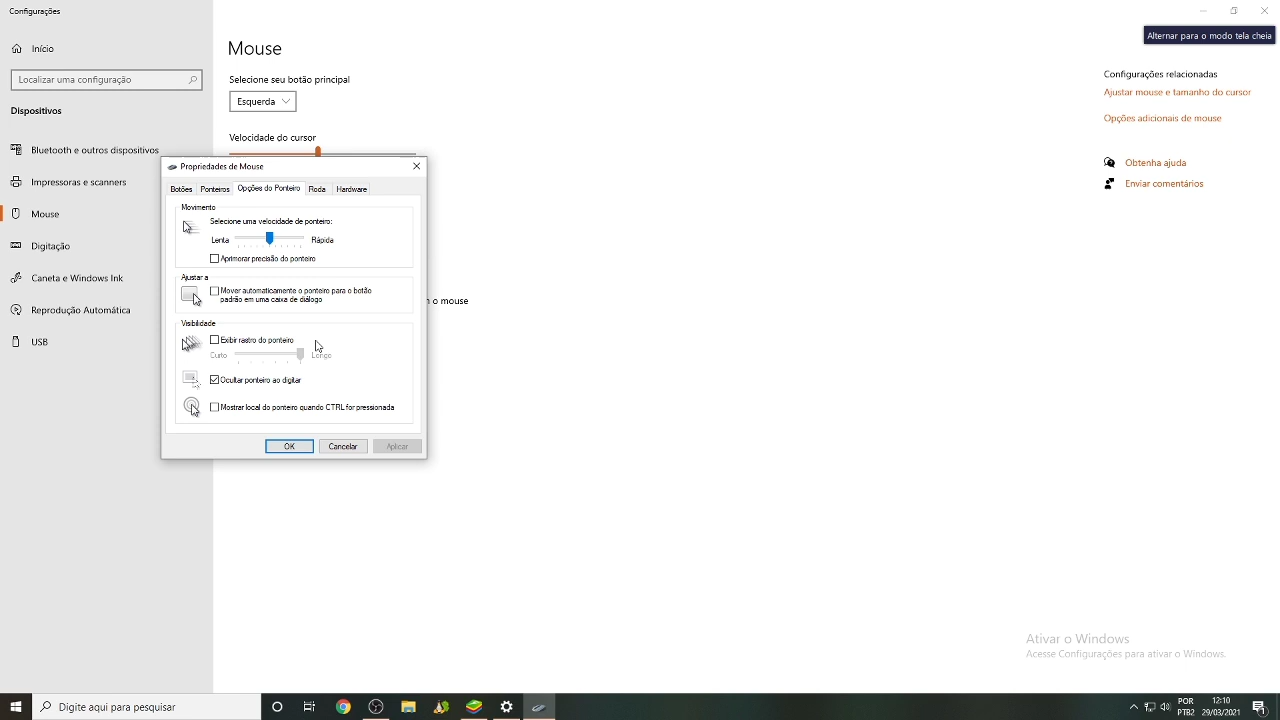 Configurações
Início
Localizar uma configuração
Dispositivos
Bluetooth e outros dispositivos
Impressoras e scanners
Mouse
Digitação
Caneta e Windows Ink
Reprodução Automática
USB
Mouse
Selecione seu botão principal
Esquerda
Velocidade do cursor
n o mouse
Propriedades de Mouse
Botões
Ponteiros
Opções do Ponteiro
Roda
Hardware
Movimento
Selecione uma velocidade de ponteiro:
Lenta
Rápida
Aprimorar precisão do ponteiro
Ajustar a
Mover automaticamente o ponteiro para o botão
padrão em uma caixa de diálogo
Visibilidade
Exibir rastro do ponteiro
Curto
Longo
Ocultar ponteiro ao digitar
Mostrar local do ponteiro quando CTRL for pressionada
OK
Cancelar
Aplicar
Alternar para o modo tela cheia
Configurações relacionadas
Ajustar mouse e tamanho do cursor
Opções adicionais de mouse
Obtenha ajuda
Enviar comentários
Ativar o Windows
Acesse Configurações para ativar o Windows.
Digite aqui para pesquisar
POR
PTB2
12:10
29/03/2021
1